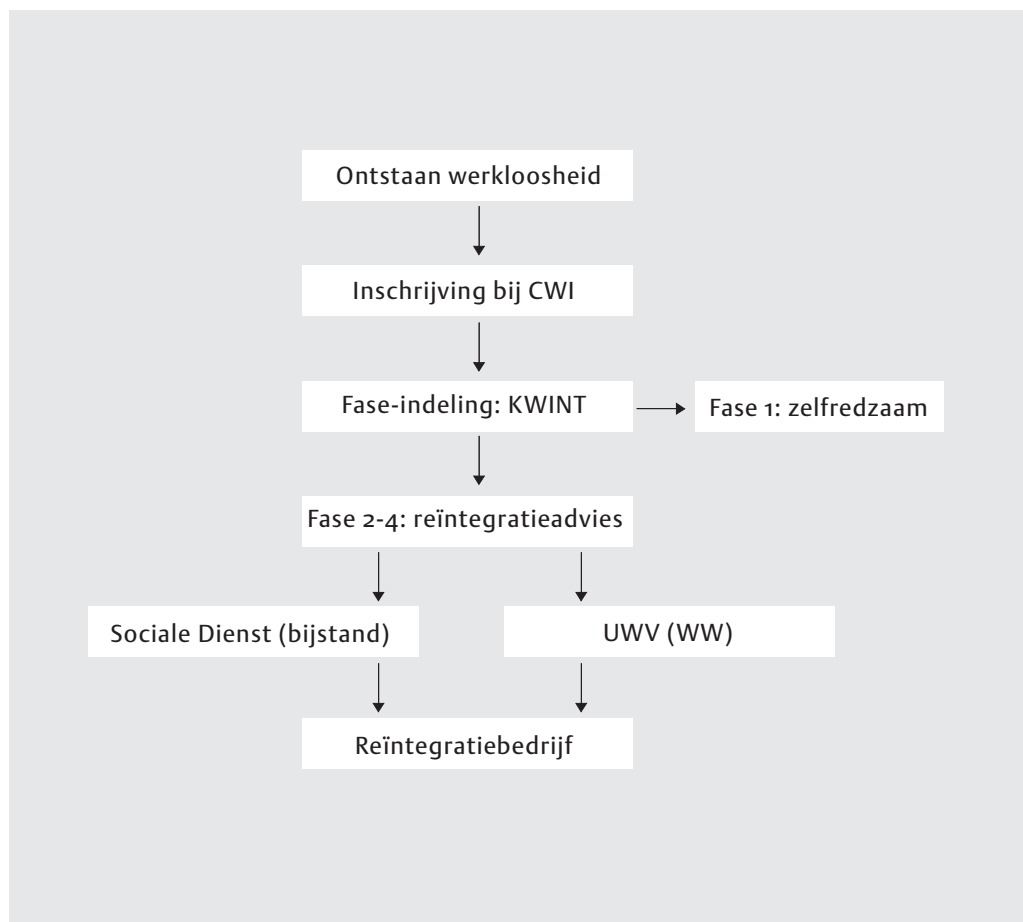 Ontstaan werkloosheid
Inschrijving bij CWI
Fase-indeling: KWINT
Fase 1: zelfredzaam
Fase 2-4: reïntegratieadvies
Sociale Dienst (bijstand)
UWV (WW)
Reïntegratiebedrijf